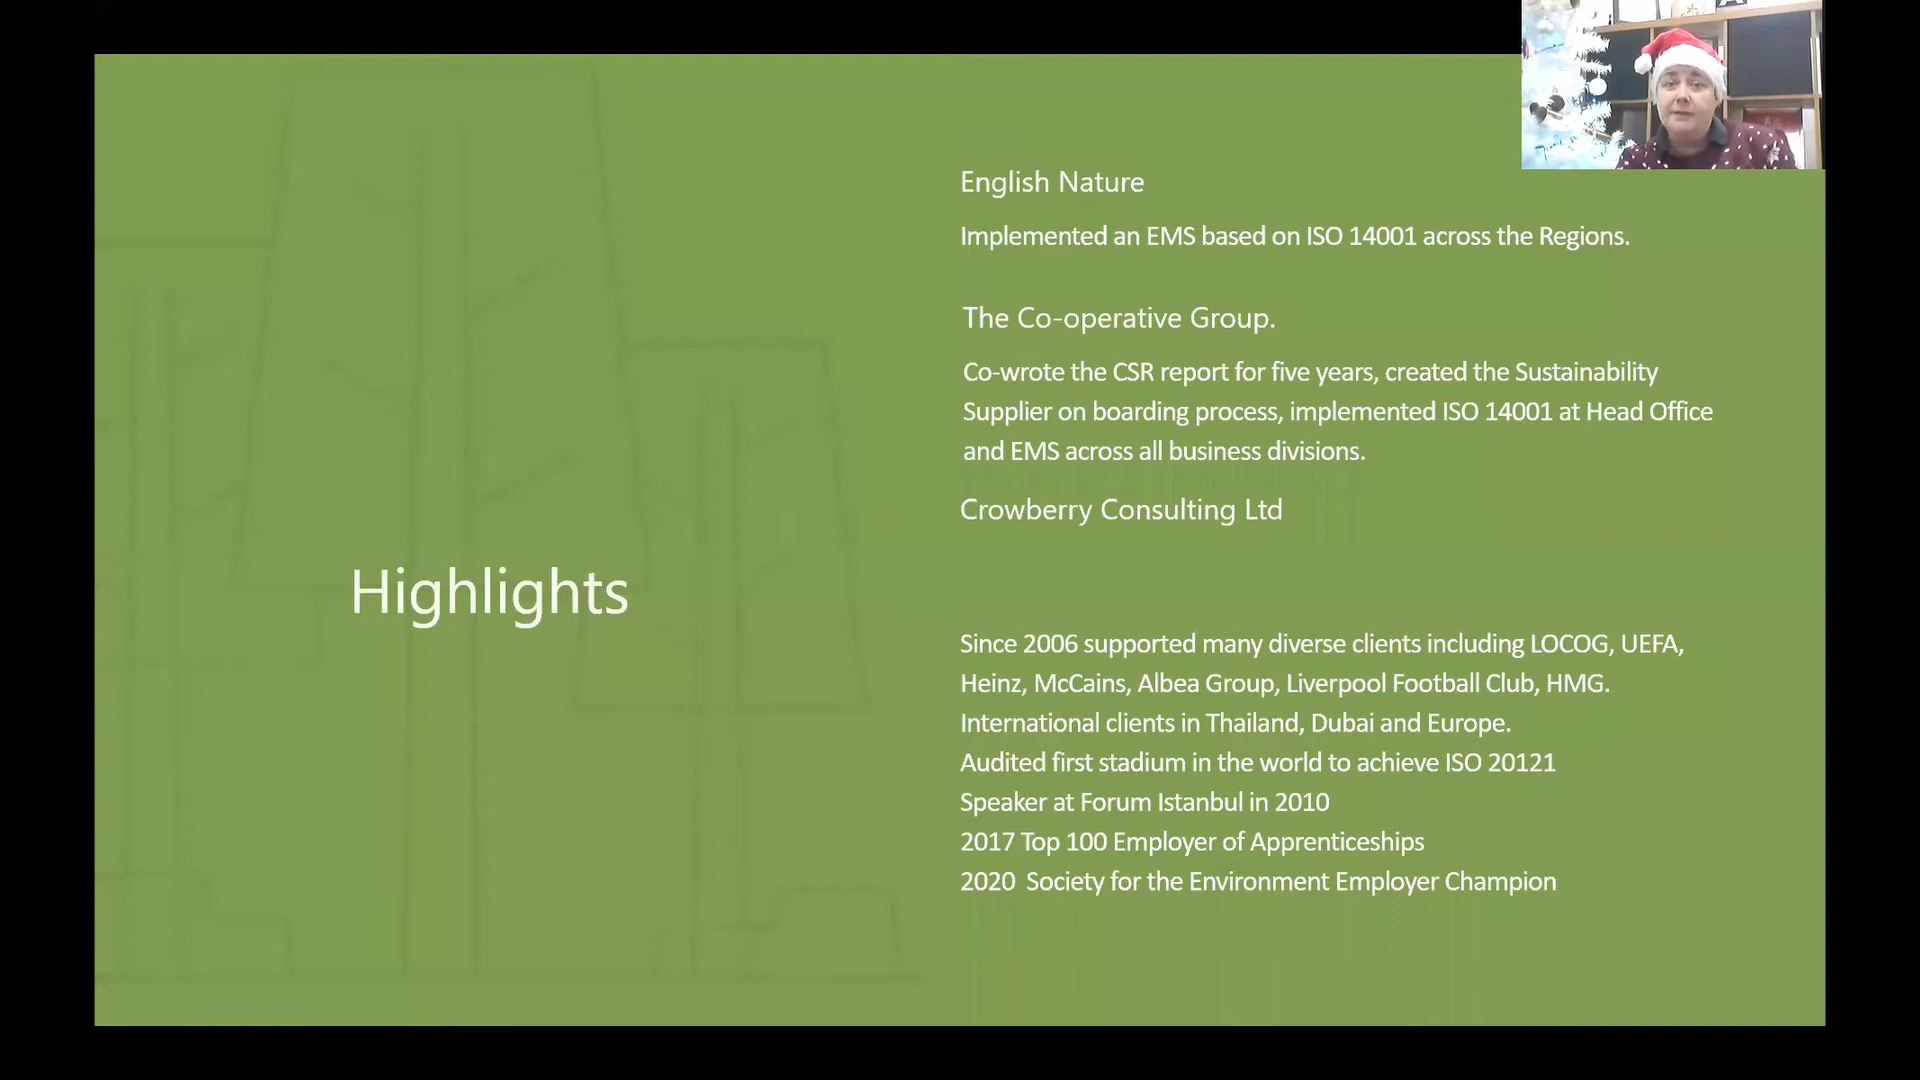 English Nature
Implemented an EMS based on ISO 14001 across the Regions.
The Co-operative Group.
Co-wrote the CSR report for five years, created the Sustainability
Supplier on boarding process, implemented ISO 14001 at Head Office
and EMS across all business divisions.
Crowberry Consulting Ltd
Highlights
Since 2006 supported many diverse clients including LOCOG, UEFA,
Heinz, McCains, Albea Group, Liverpool Football Club, HMG.
International clients in Thailand, Dubai and Europe.
Audited first stadium in the world to achieve ISO 20121
Speaker at Forum Istanbul in 2010
2017 Top 100 Employer of Apprenticeships
2020  Society for the Environment Employer Champion